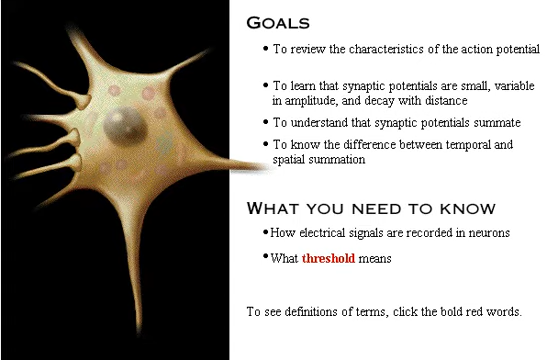 GOALS
• To review the characteristics of the action potential
• To learn that synaptic potentials are small, variable
in amplitude, and decay with distance
• To understand that synaptic potentials summate
• To know the difference between temporal and
spatial summation
WHAT YOU NEED TO KNOW
• How electrical signals are recorded in neurons
• What threshold means
To see definitions of terms, click the bold red words.